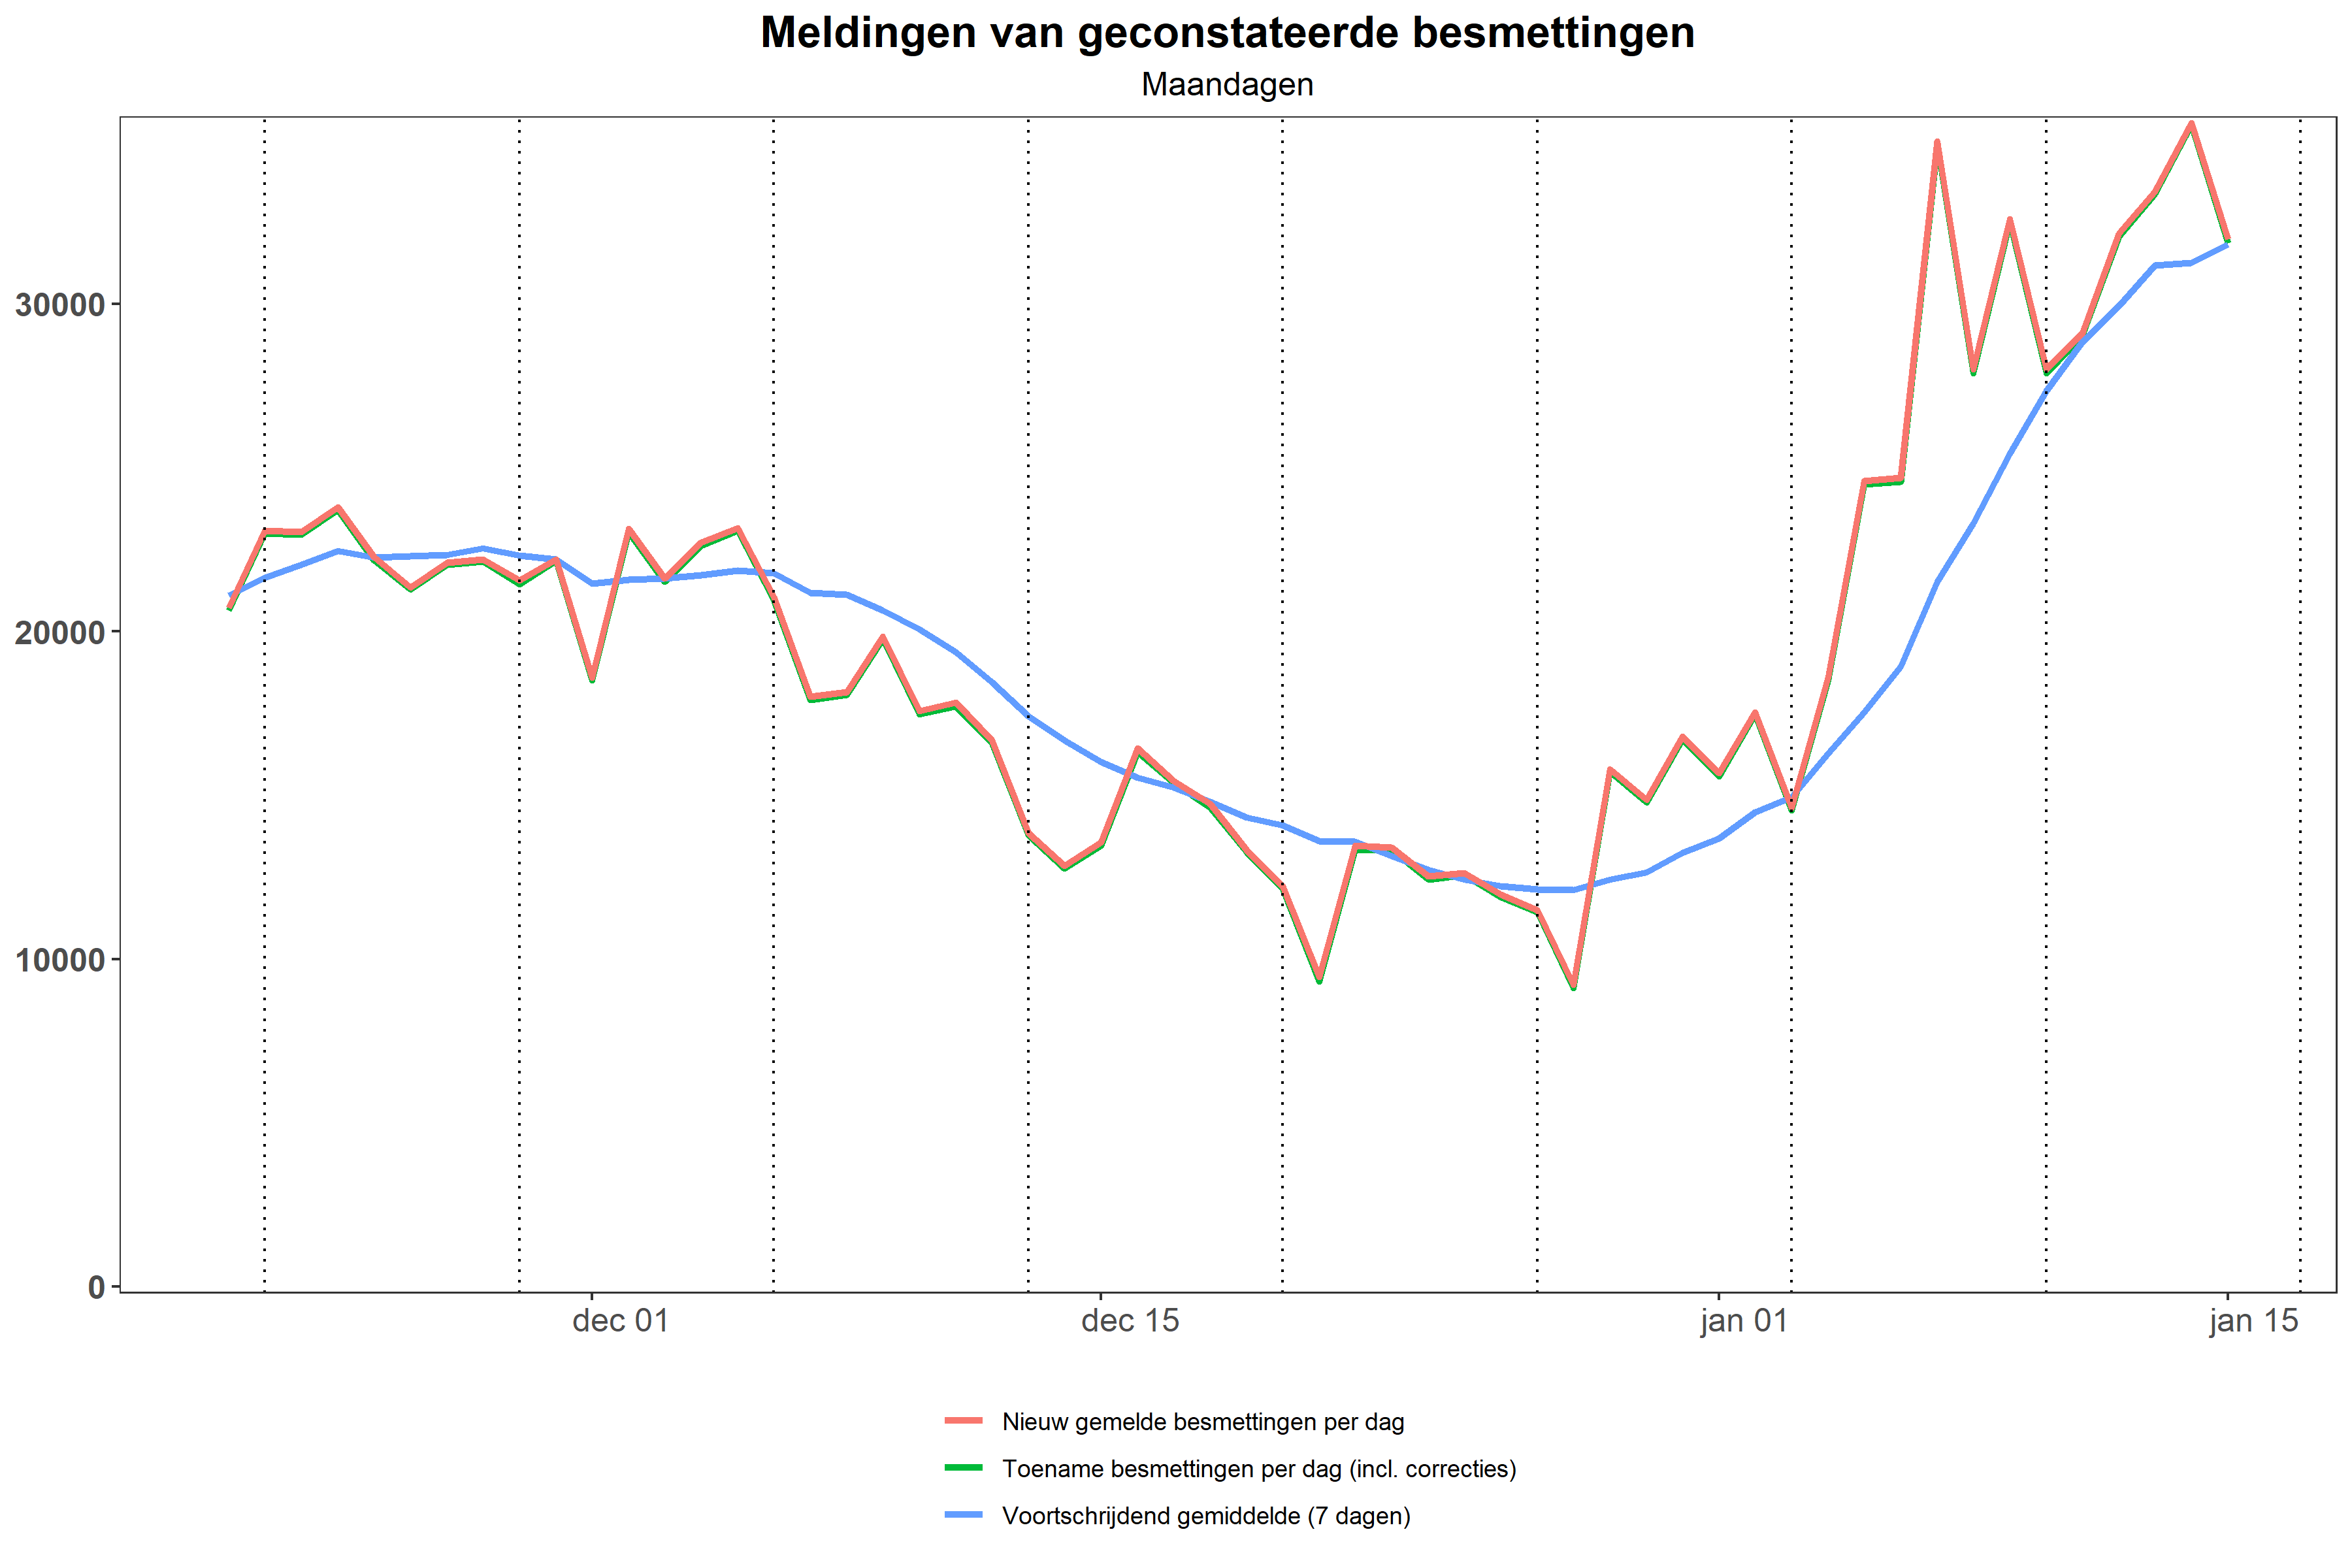 Meldingen van geconstateerde besmettingen
Maandagen
30000
20000
10000
0
dec 01
dec 15
jan 01
jan 15
Nieuw gemelde besmettingen per dag
Toename besmettingen per dag (incl. correcties)
Voortschrijdend gemiddelde (7 dagen)